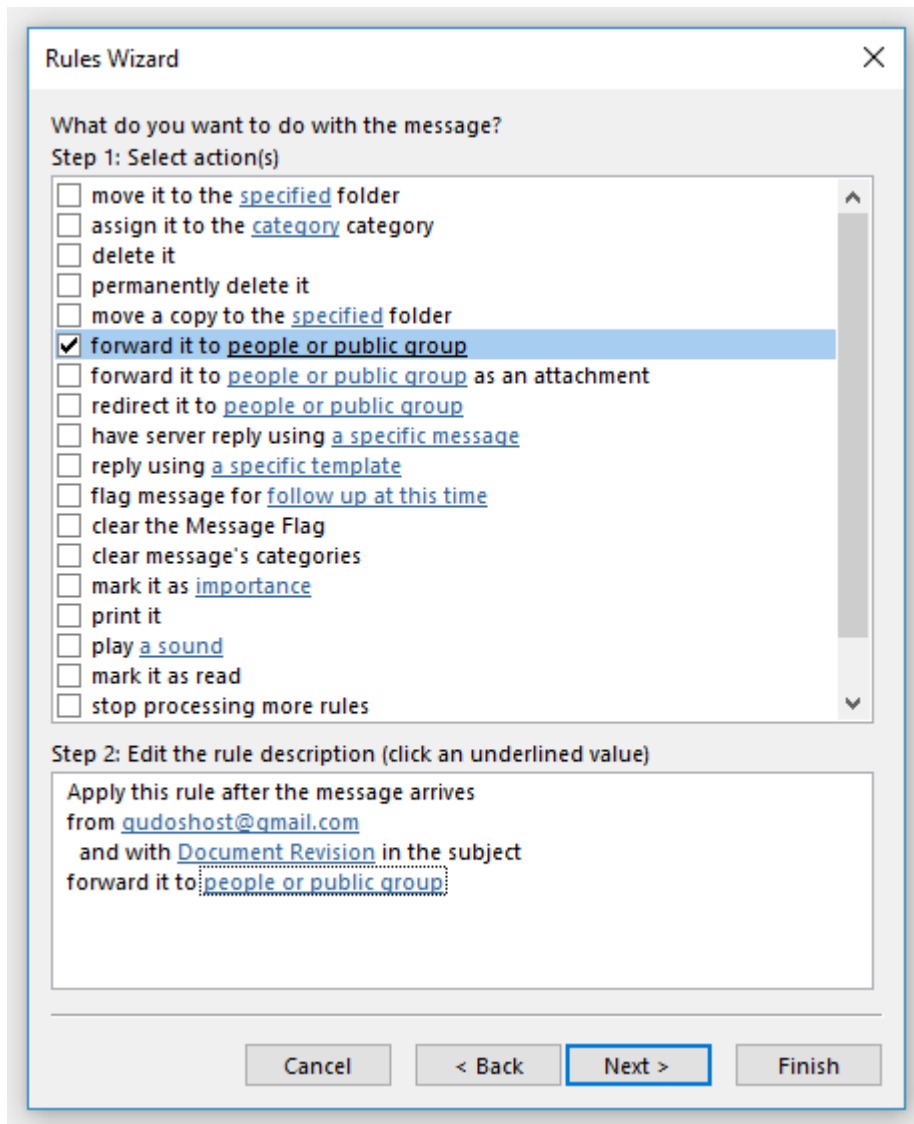 Rules Wizard
What do you want to do with the message?
Step 1: Select action(s)
move it to the specified folder
assign it to the category category
delete it
permanently delete it
move a copy to the specified folder
forward it to people or public group
forward it to people or public group as an attachment
redirect it to people or public group
have server reply using a specific message
reply using a specific template
flag message for follow up at this time
clear the Message Flag
clear message's categories
mark it as importance
print it
play a sound
mark it as read
stop processing more rules
Step 2: Edit the rule description (click an underlined value)
Apply this rule after the message arrives
from qudoshost@gmail.com
and with Document Revision in the subject
forward it to people or public group
Cancel
< Back
Next >
Finish